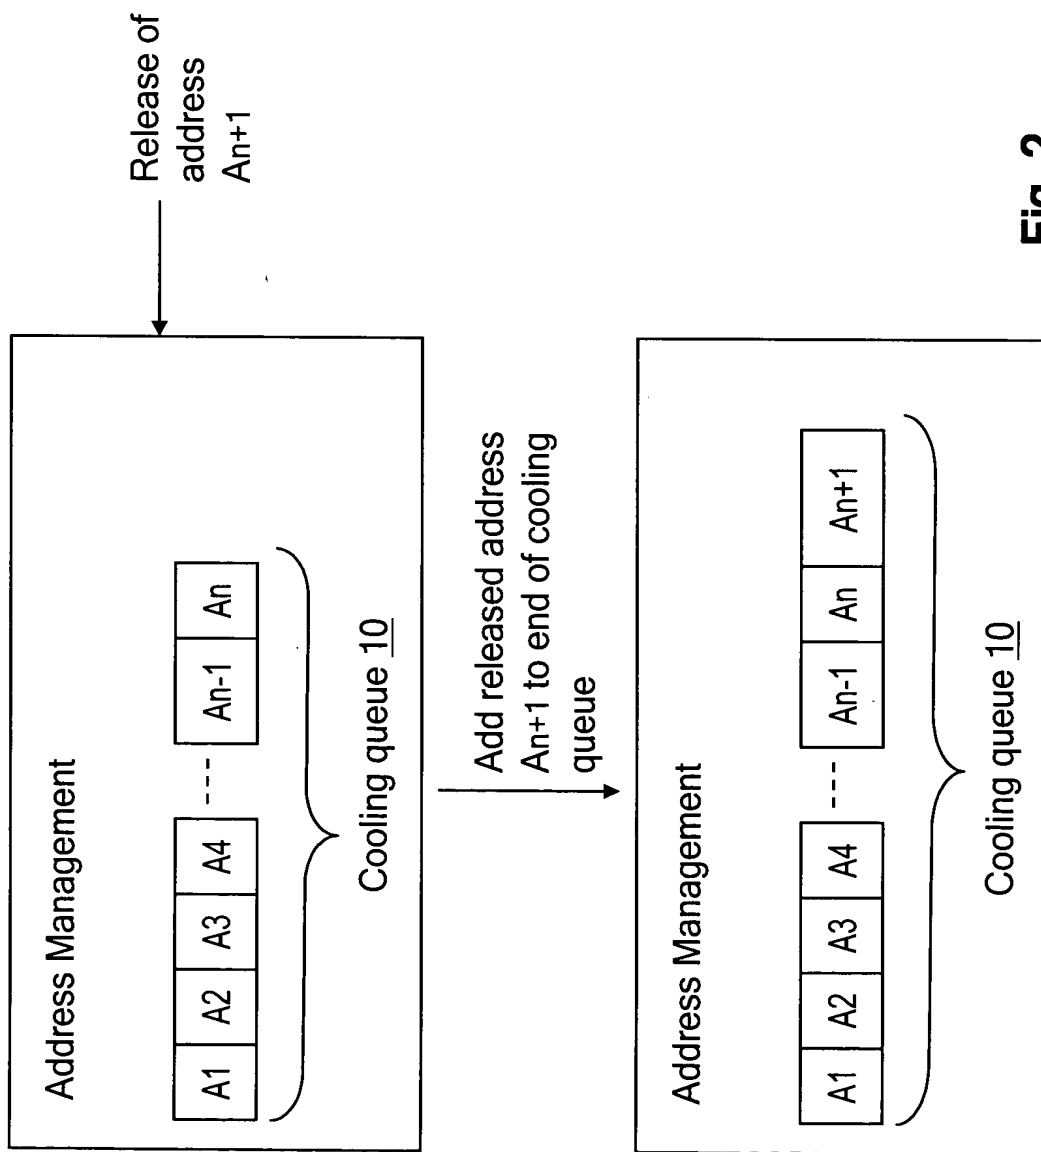 Address Management
A1 A2 A3 A4 ---- An-1 An
Cooling queue 10
Release of
address
An+1
Add released address
An+1 to end of cooling
queue
Address Management
A1 A2 A3 A4 ---- An-1 An An+1
Cooling queue 10
Fig. 2